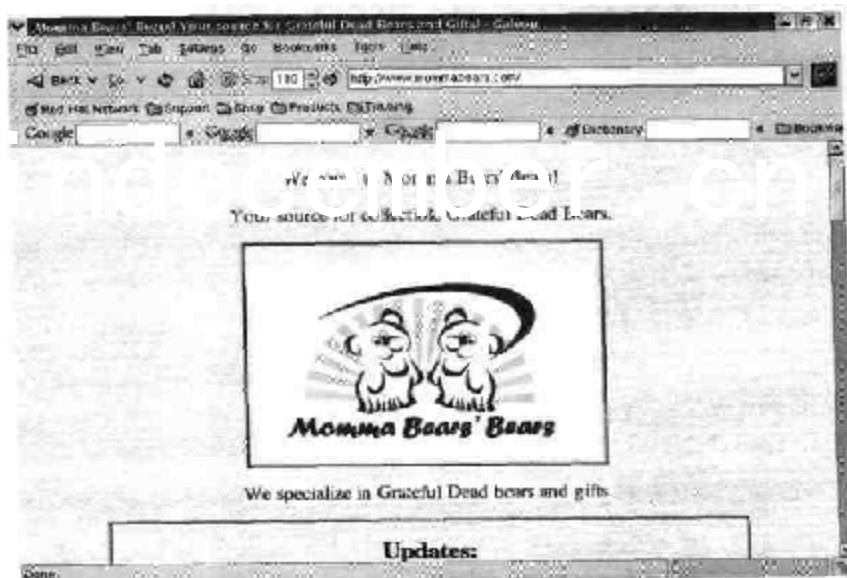 Momma Bears' Bears! Your source for Grateful Dead Bears and Gifts! - Galeon
File Edit View Tab Settings Go Bookmarks Tools Help
Back Go 100 http://www.mommabears.com/
Red Hat Network Support Shop Products Training
Google Google Google Dictionary
ndecember.cn
Welcome to Momma Bears' Bears!
Your source for collectible Grateful Dead Bears.
Momma Bears' Bears
We specialize in Grateful Dead bears and gifts
Updates:
Done.